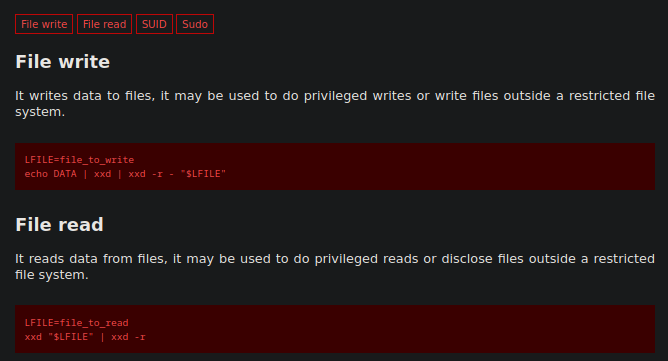 File write File read SUID Sudo
File write
It writes data to files, it may be used to do privileged writes or write files outside a restricted file
system.
LFILE=file_to_write
echo DATA | xxd | xxd -r - "$LFILE"
File read
It reads data from files, it may be used to do privileged reads or disclose files outside a restricted
file system.
LFILE=file_to_read
xxd "$LFILE" | xxd -r